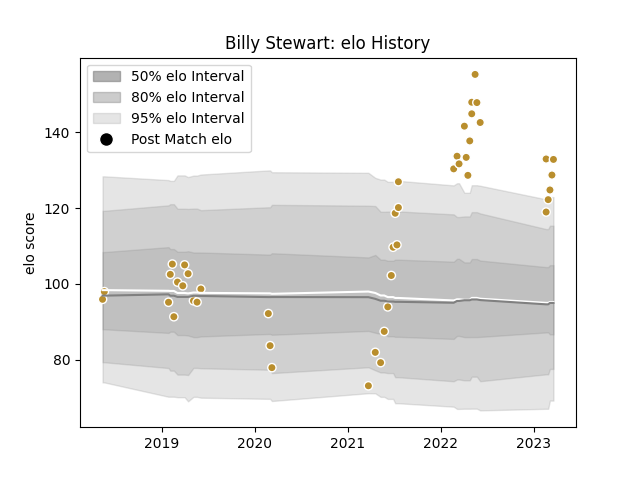 Billy Stewart: elo History
50% elo Interval
80% elo Interval
95% elo Interval
Post Match elo
elo score
140
120
100
80
2019
2020
2021
2022
2023